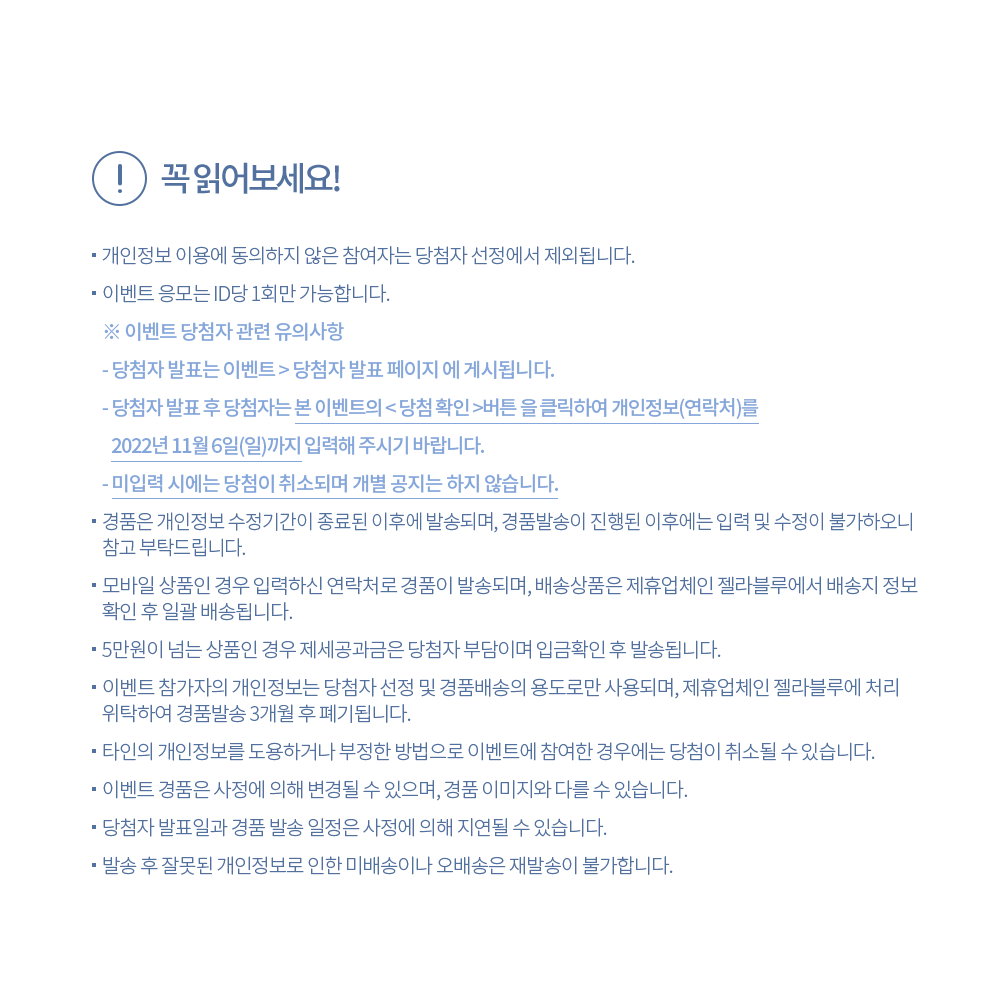 꼭 읽어보세요!
▪ 개인정보 이용에 동의하지 않은 참여자는 당첨자 선정에서 제외됩니다.
▪ 이벤트 응모는 ID당 1회만 가능합니다.
※ 이벤트 당첨자 관련 유의사항
- 당첨자 발표는 이벤트 > 당첨자 발표 페이지 에 게시됩니다.
- 당첨자 발표 후 당첨자는 본 이벤트의 < 당첨 확인 >버튼 을 클릭하여 개인정보(연락처)를
2022년 11월 6일(일)까지 입력해 주시기 바랍니다.
- 미입력 시에는 당첨이 취소되며 개별 공지는 하지 않습니다.
▪ 경품은 개인정보 수정기간이 종료된 이후에 발송되며, 경품발송이 진행된 이후에는 입력 및 수정이 불가하오니
참고 부탁드립니다.
▪ 모바일 상품인 경우 입력하신 연락처로 경품이 발송되며, 배송상품은 제휴업체인 젤라블루에서 배송지 정보
확인 후 일괄 배송됩니다.
▪ 5만원이 넘는 상품인 경우 제세공과금은 당첨자 부담이며 입금확인 후 발송됩니다.
▪ 이벤트 참가자의 개인정보는 당첨자 선정 및 경품배송의 용도로만 사용되며, 제휴업체인 젤라블루에 처리
위탁하여 경품발송 3개월 후 폐기됩니다.
▪ 타인의 개인정보를 도용하거나 부정한 방법으로 이벤트에 참여한 경우에는 당첨이 취소될 수 있습니다.
▪ 이벤트 경품은 사정에 의해 변경될 수 있으며, 경품 이미지와 다를 수 있습니다.
▪ 당첨자 발표일과 경품 발송 일정은 사정에 의해 지연될 수 있습니다.
▪ 발송 후 잘못된 개인정보로 인한 미배송이나 오배송은 재발송이 불가합니다.